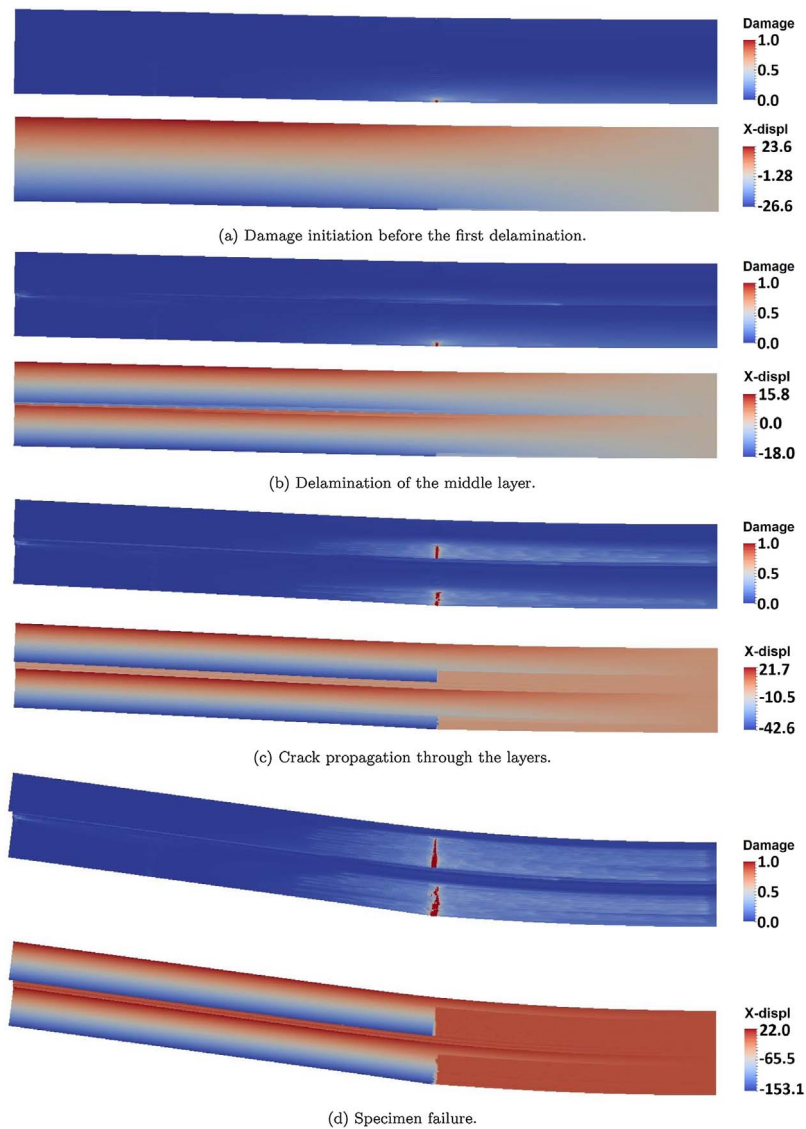 Damage
1.0
0.5
0.0
X-displ
23.6
-1.28
-26.6
(a) Damage initiation before the first delamination.
Damage
1.0
0.5
0.0
X-displ
15.8
0.0
-18.0
(b) Delamination of the middle layer.
Damage
1.0
0.5
0.0
X-displ
21.7
-10.5
-42.6
(c) Crack propagation through the layers.
Damage
1.0
0.5
0.0
X-displ
22.0
-65.5
-153.1
(d) Specimen failure.